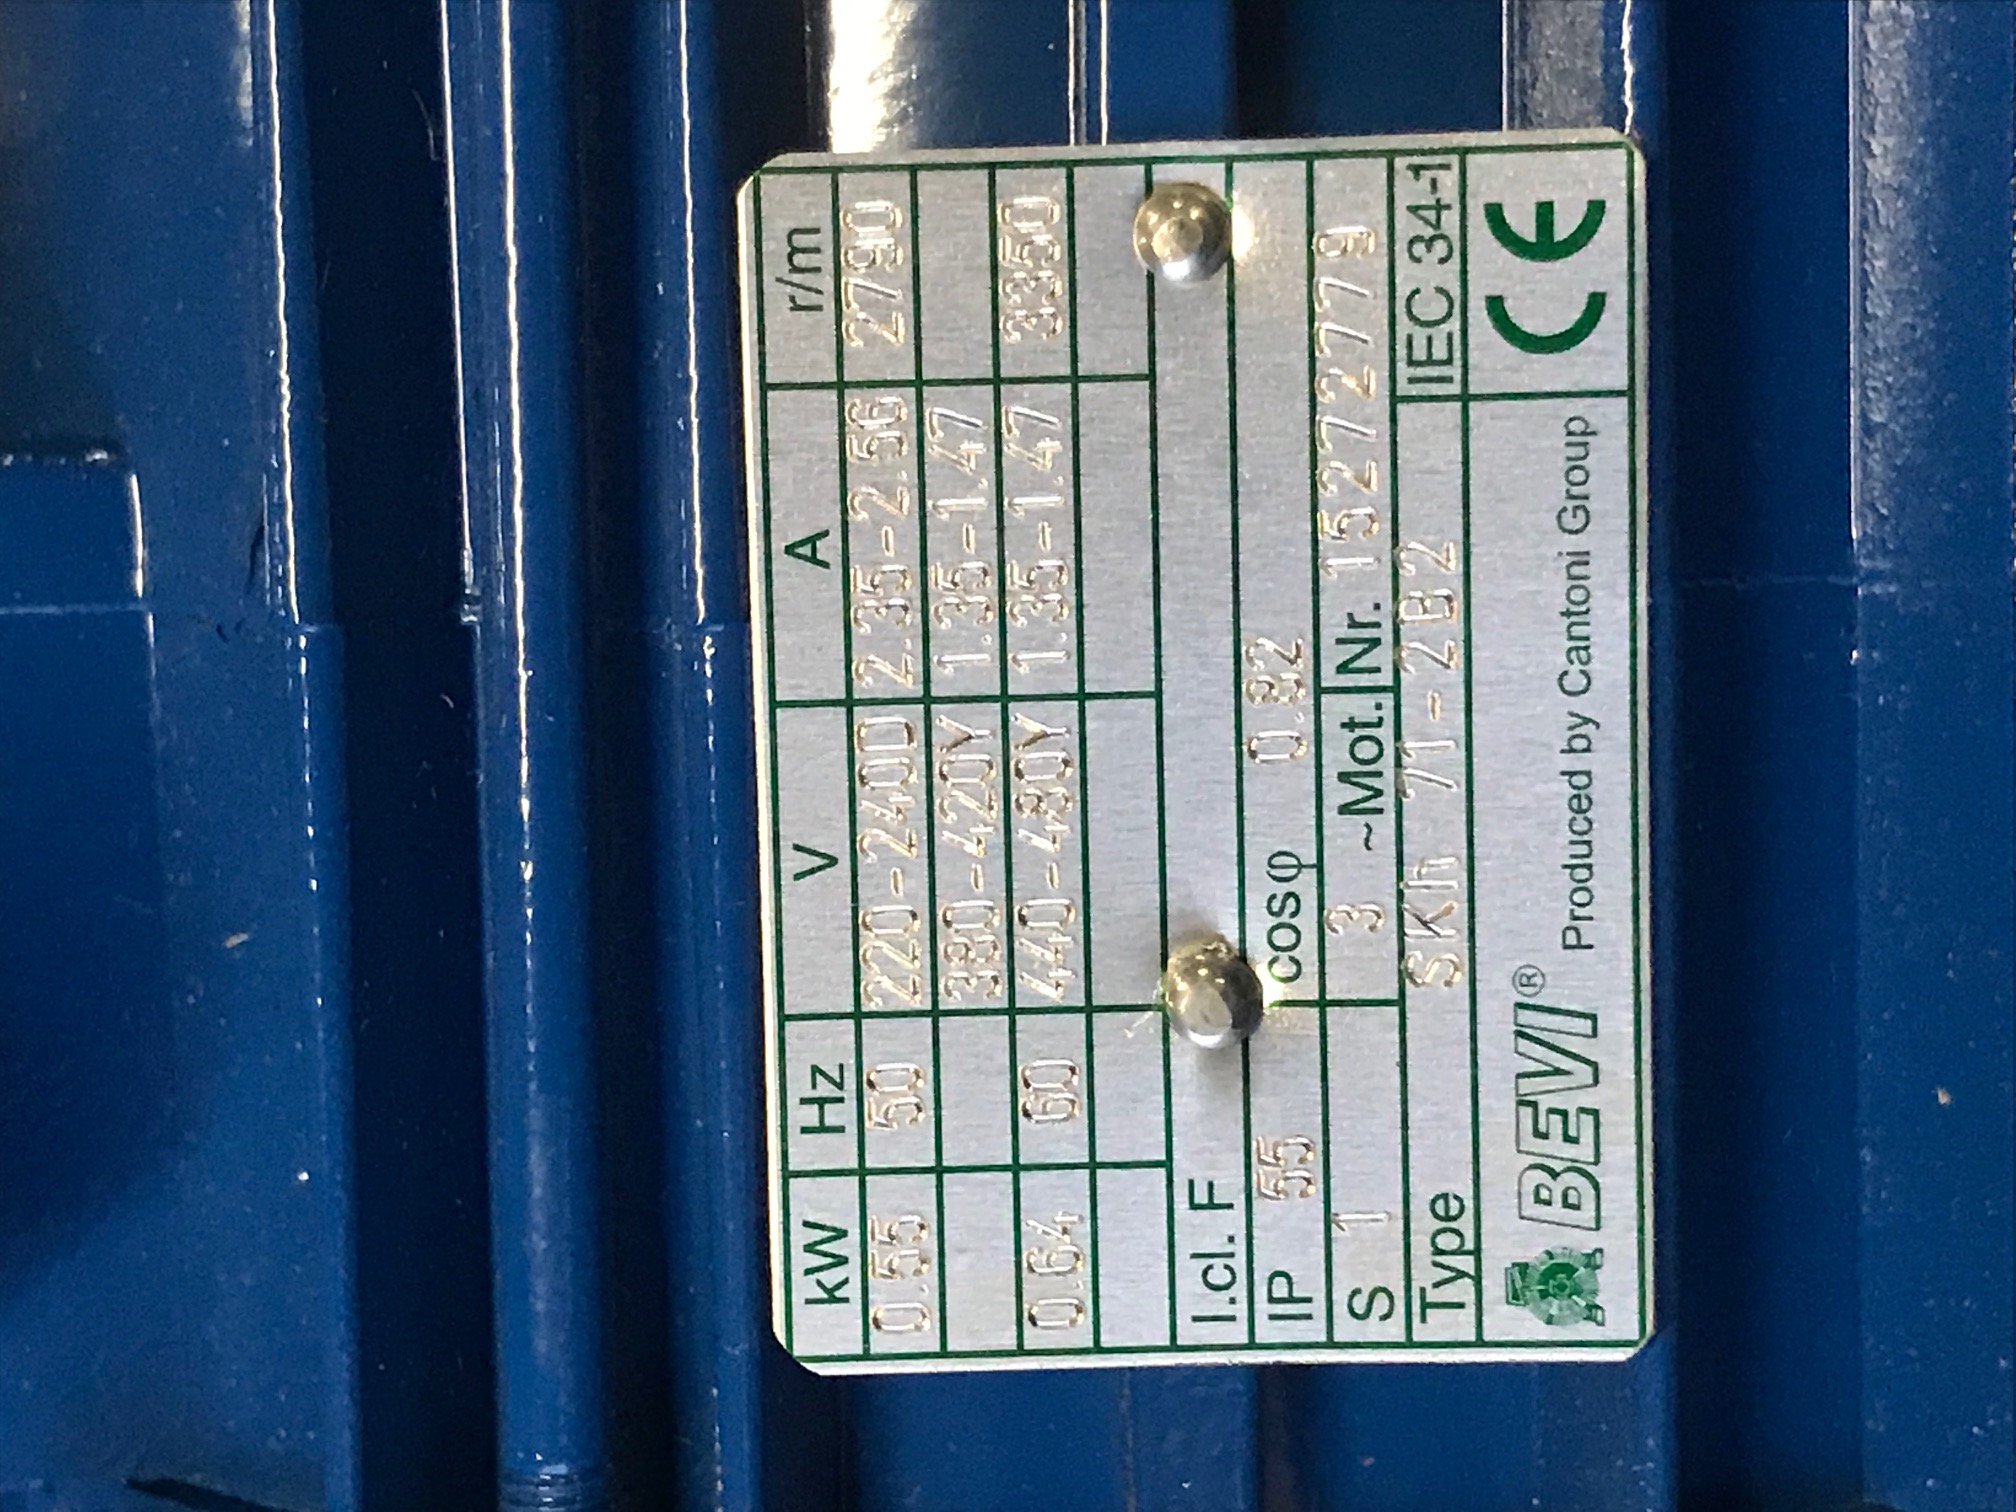 kW Hz V A r/m
0.55 50 220-240D 2.35-2.56 2790
380-420Y 1.35-1.47
0.64 60 440-480Y 1.35-1.47 3350
I.cl. F
IP 55 cosφ 0.82
S 1 3 ~Mot. Nr. 15272779
Type SKh 71-2B2 IEC 34-1
BEVI® Produced by Cantoni Group CE